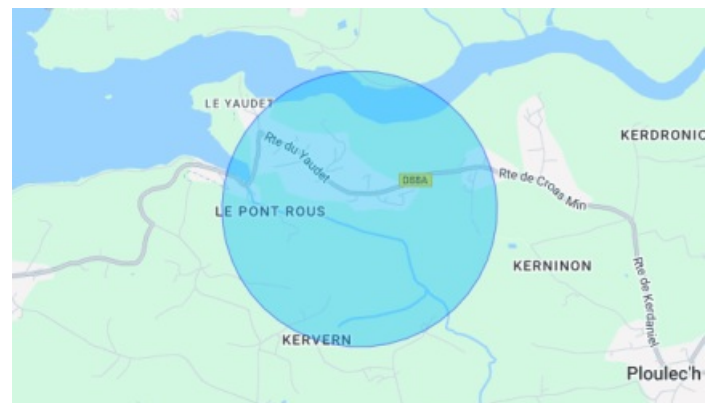 LE YAUDET
KERDRONIC
Rte du Yaudet
D88A
Rte de Croas Min
LE PONT ROUS
KERNINON
Rte de Kerdaniel
KERVERN
Ploulec'h